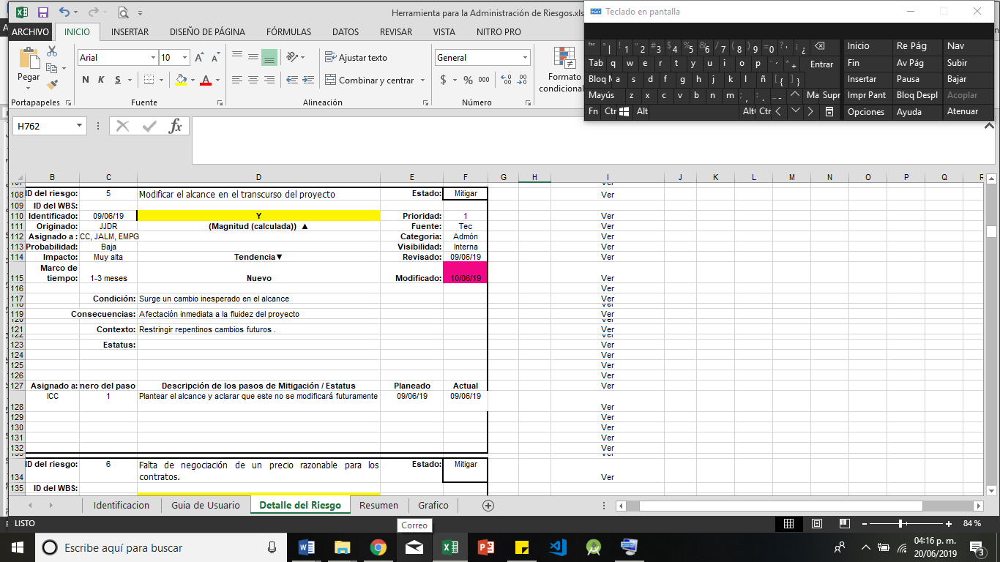 Herramienta para la Administración de Riesgos.xls
Teclado en pantalla
ARCHIVO INICIO INSERTAR DISEÑO DE PÁGINA FÓRMULAS DATOS REVISAR VISTA NITRO PRO
Pegar
Portapapeles
Arial 10
N K S
Fuente
Ajustar texto
Combinar y centrar
Alineación
General
$ % 000
Número
Formato
condicional
Tab q w e r t y u i o p Entrar
Bloq M a s d f g h j k l ñ
Mayús z x c v b n m Ma Supr
Fn Ctr Alt Alt Ctr
Inicio Re Pág Nav
Fin Av Pág Subir
Insertar Pausa Bajar
Impr Pant Bloq Despl Acoplar
Opciones Ayuda Atenuar
H762
B C D E F G H I J K L M N O P Q R
108 ID del riesgo: 5 Modificar el alcance en el transcurso del proyecto Estado: Mitigar Ver
109 ID del WBS: Ver
110 Identificado: 09/06/19 Y Prioridad: 1 Ver
111 Originado: JJDR (Magnitud (calculada)) ▲ Fuente: Tec Ver
112 Asignado a : CC, JALM, EMPG Categoria: Admón Ver
113 Probabilidad: Baja Visibilidad: Interna Ver
114 Impacto: Muy alta Tendencia▼ Revisado: 09/06/19 Ver
Marco de
115 tiempo: 1-3 meses Nuevo Modificado: 10/06/19 Ver
116 Ver
117 Condición: Surge un cambio inesperado en el alcance Ver
119 Consecuencias: Afectación inmediata a la fluidez del proyecto Ver
121 Contexto: Restringir repentinos cambios futuros . Ver
123 Estatus: Ver
124 Ver
125 Ver
126 Ver
127 Asignado a: mero del paso Descripción de los pasos de Mitigación / Estatus Planeado Actual Ver
ICC 1 Plantear el alcance y aclarar que este no se modificará futuramente 09/06/19 09/06/19
128 Ver
129 Ver
130 Ver
131 Ver
132 Ver
ID del riesgo: 6 Falta de negociación de un precio razonable para los Estado: Mitigar
134 contratos. Ver
135 ID del WBS:
Identificacion Guia de Usuario Detalle del Riesgo Resumen Grafico
LISTO 84 %
Correo
Escribe aquí para buscar
04:16 p. m.
20/06/2019
3